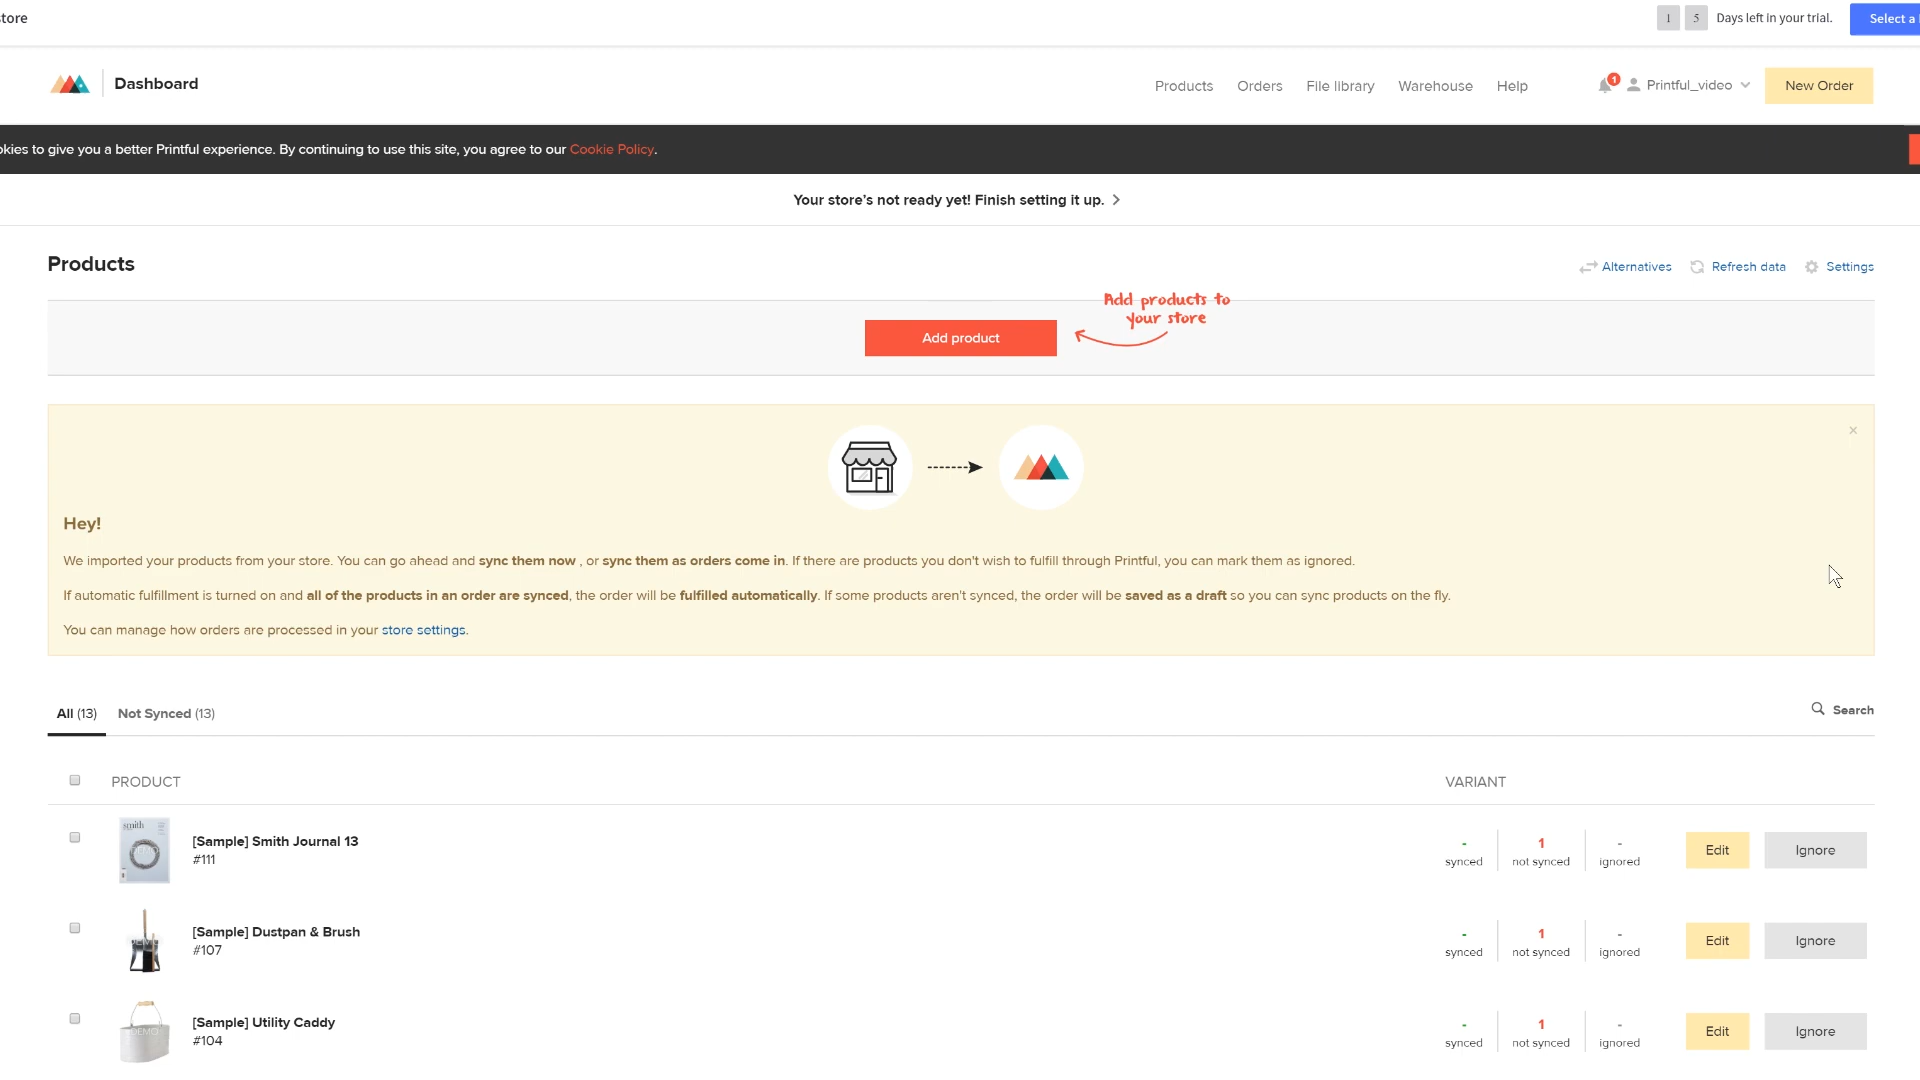 store
1 5 Days left in your trial. Select a
Dashboard Products Orders File library Warehouse Help 1 Printful_video New Order
to give you a better Printful experience. By continuing to use this site, you agree to our Cookie Policy.
Your store's not ready yet! Finish setting it up.
Products Alternatives Refresh data Settings
Add products to
your store
Add product
Hey!
We imported your products from your store. You can go ahead and sync them now , or sync them as orders come in. If there are products you don't wish to fulfill through Printful, you can mark them as ignored.
If automatic fulfillment is turned on and all of the products in an order are synced, the order will be fulfilled automatically. If some products aren't synced, the order will be saved as a draft so you can sync products on the fly.
You can manage how orders are processed in your store settings.
All (13) Not Synced (13) Search
PRODUCT VARIANT
smith
DEMO
[Sample] Smith Journal 13
#111
- synced 1 not synced - ignored Edit Ignore
DEMO
[Sample] Dustpan & Brush
#107
- synced 1 not synced - ignored Edit Ignore
DEMO
[Sample] Utility Caddy
#104
- synced 1 not synced - ignored Edit Ignore